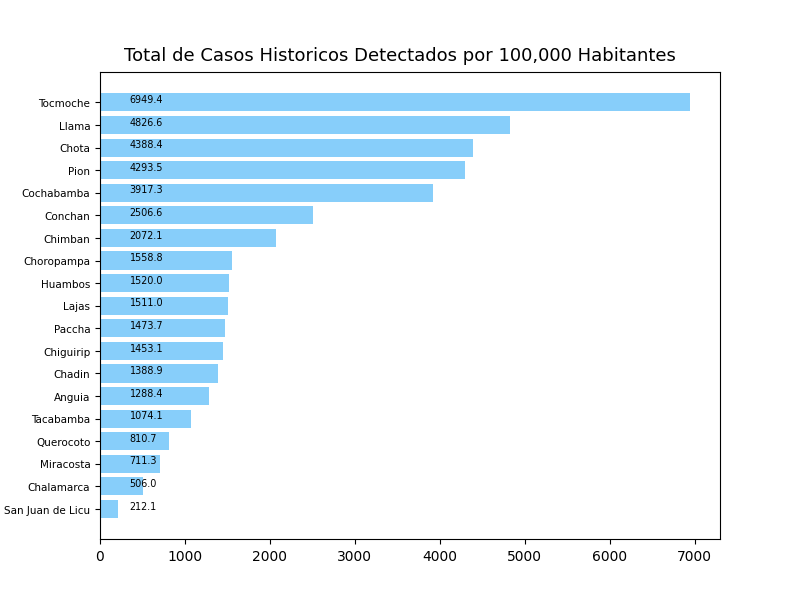 Total de Casos Historicos Detectados por 100,000 Habitantes
Tocmoche 6949.4
Llama 4826.6
Chota 4388.4
Pion 4293.5
Cochabamba 3917.3
Conchan 2506.6
Chimban 2072.1
Choropampa 1558.8
Huambos 1520.0
Lajas 1511.0
Paccha 1473.7
Chiguirip 1453.1
Chadin 1388.9
Anguia 1288.4
Tacabamba 1074.1
Querocoto 810.7
Miracosta 711.3
Chalamarca 506.0
San Juan de Licu 212.1
0 1000 2000 3000 4000 5000 6000 7000